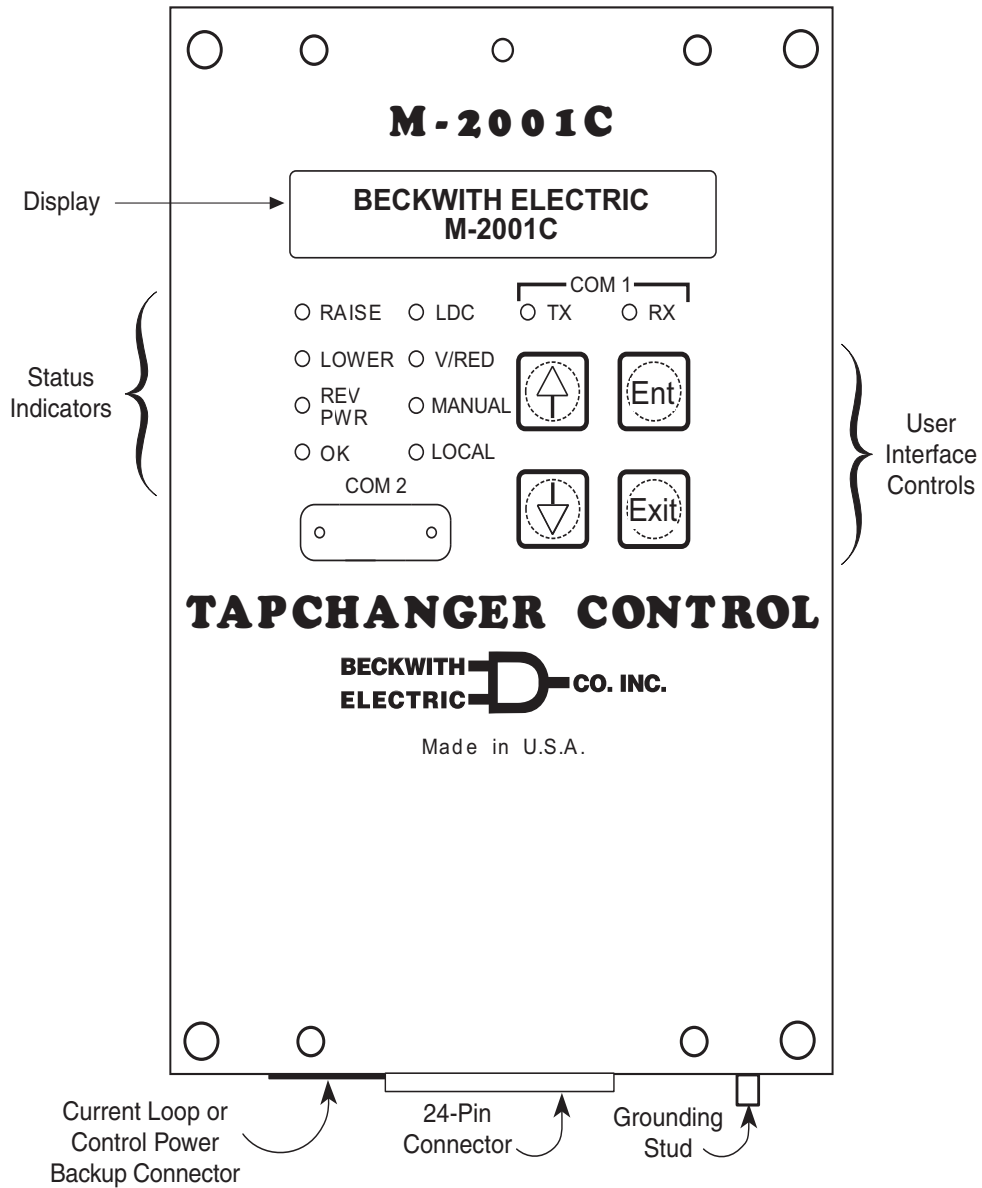 M-2001C
Display
BECKWITH ELECTRIC
M-2001C
COM 1
RAISE
LDC
TX
RX
LOWER
V/RED
Status
Indicators
REV
PWR
MANUAL
Ent
OK
LOCAL
User
Interface
Controls
COM 2
Exit
TAPCHANGER CONTROL
BECKWITH
ELECTRIC
CO. INC.
Made in U.S.A.
Current Loop or
Control Power
Backup Connector
24-Pin
Connector
Grounding
Stud